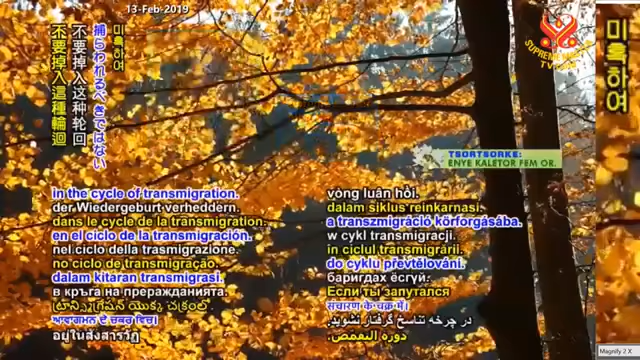 13-Feb-2019
미혹하여
捕らわれるべきではない
不要掉入这种轮回
不要掉入這種輪迴
SUPREME MASTER
TV
미혹하여
TSORTSORKE:
ENYE KALETOR FEM OR.
in the cycle of transmigration.
der Wiedergeburt verheddern.
dans le cycle de la transmigration.
en el ciclo de la transmigración.
nel ciclo della trasmigrazione.
no ciclo de transmigração.
dalam kitaran transmigrasi.
в кръга на преражданията.
ట్రాన్స్మిగ్రేషన్ యొక్క చక్రంలో.
ਆਵਾਗਮਨ ਦੇ ਚਕਰ ਵਿਚ।
อยู่ในสังสารวัฏ
vòng luân hồi.
dalam siklus reinkarnasi.
a transzmigráció körforgásába.
w cykl transmigracji.
în ciclul transmigrării.
do cyklu převtělování.
Если ты запутался
संचारण के चक्र में।
در چرخه تناسخ گرفتار نشوید.
دورة التقمص.
Magnify 2 X